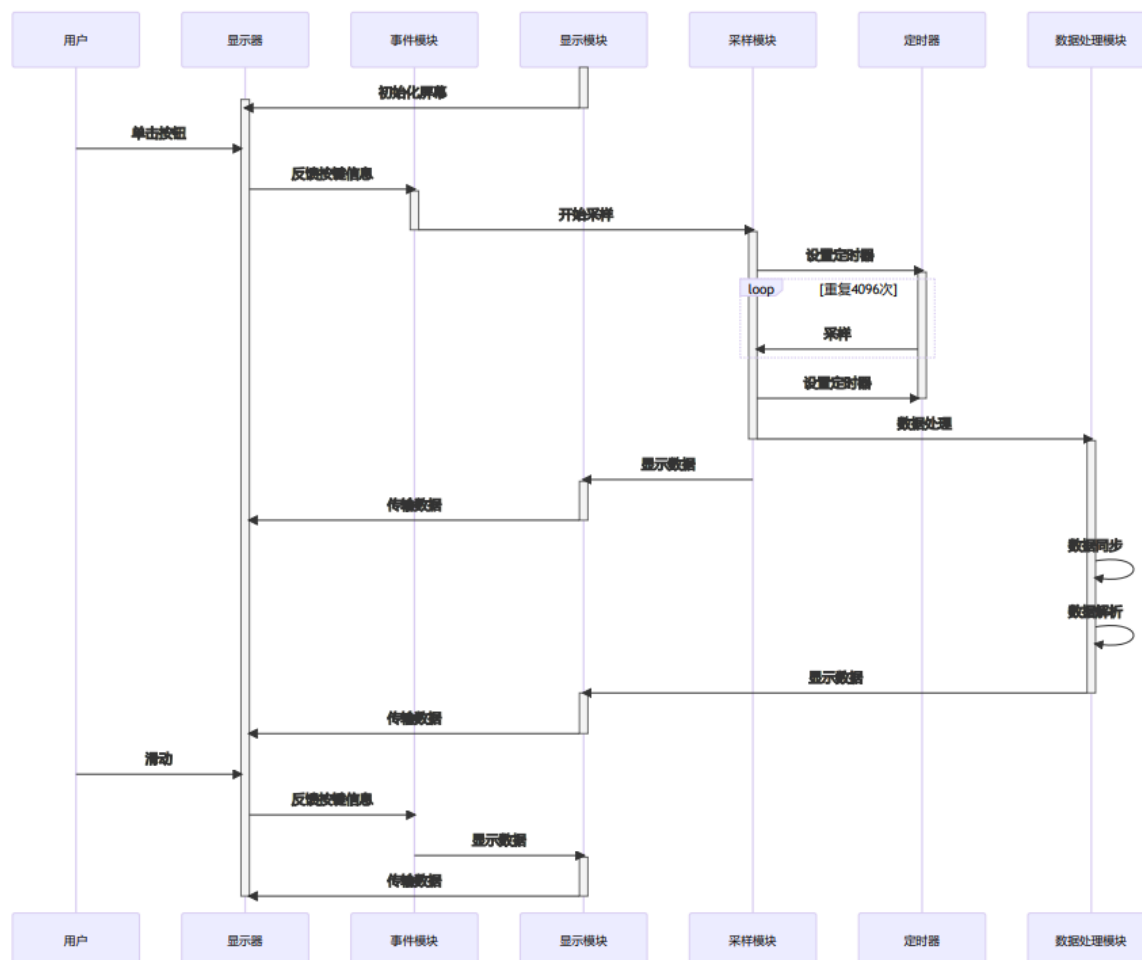 用户 显示器 事件模块 显示模块 采样模块 定时器 数据处理模块
初始化屏幕
单击按钮
反馈按键信息
开始采样
设置定时器
loop [重复4096次]
采样
设置定时器
数据处理
显示数据
传输数据
数据同步
数据解析
显示数据
传输数据
滑动
反馈按键信息
显示数据
传输数据
用户 显示器 事件模块 显示模块 采样模块 定时器 数据处理模块